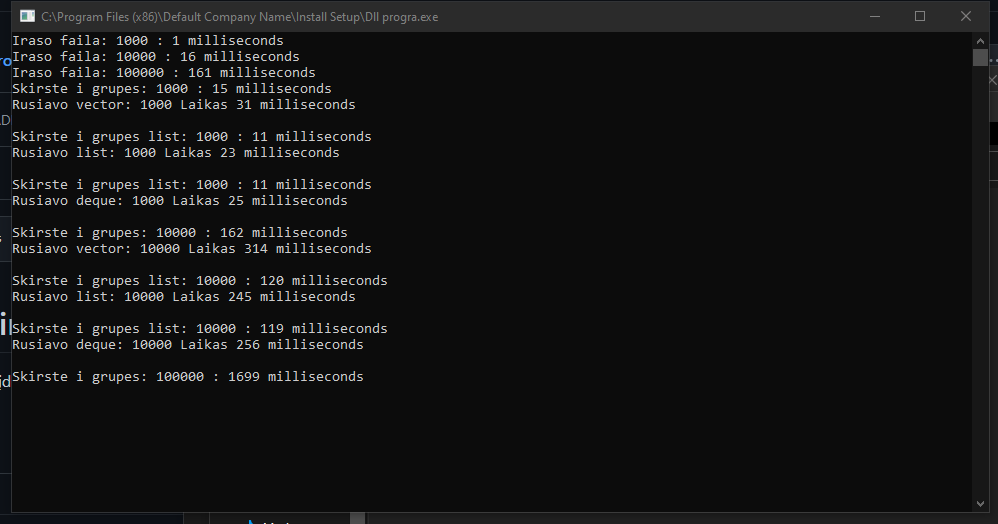 C:\Program Files (x86)\Default Company Name\Install Setup\Dll progra.exe
Iraso faila: 1000 : 1 milliseconds
Iraso faila: 10000 : 16 milliseconds
Iraso faila: 100000 : 161 milliseconds
Skirste i grupes: 1000 : 15 milliseconds
Rusiavo vector: 1000 Laikas 31 milliseconds

Skirste i grupes list: 1000 : 11 milliseconds
Rusiavo list: 1000 Laikas 23 milliseconds

Skirste i grupes list: 1000 : 11 milliseconds
Rusiavo deque: 1000 Laikas 25 milliseconds

Skirste i grupes: 10000 : 162 milliseconds
Rusiavo vector: 10000 Laikas 314 milliseconds

Skirste i grupes list: 10000 : 120 milliseconds
Rusiavo list: 10000 Laikas 245 milliseconds

Skirste i grupes list: 10000 : 119 milliseconds
Rusiavo deque: 10000 Laikas 256 milliseconds

Skirste i grupes: 100000 : 1699 milliseconds